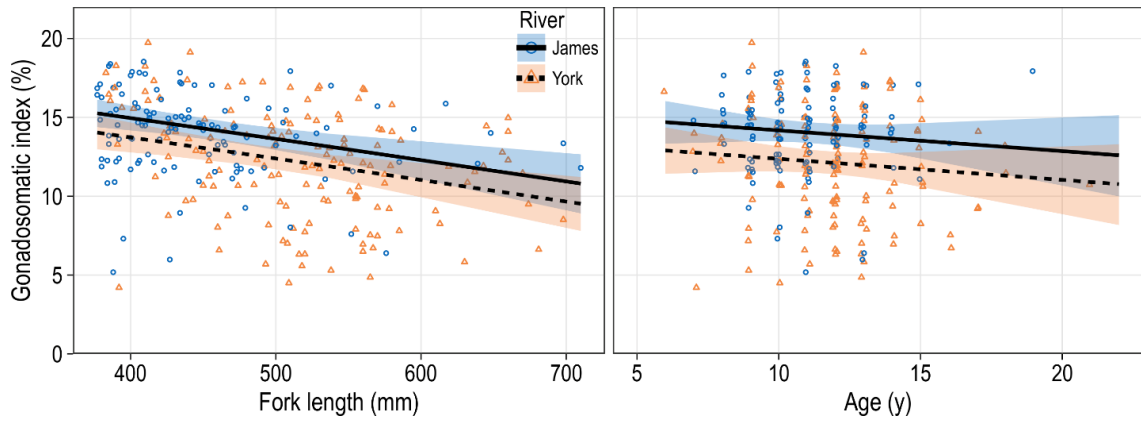 Gonadosomatic index (%)
20
15
10
5
0
River
James
York
400
500
600
700
Fork length (mm)
5
10
15
20
Age (y)